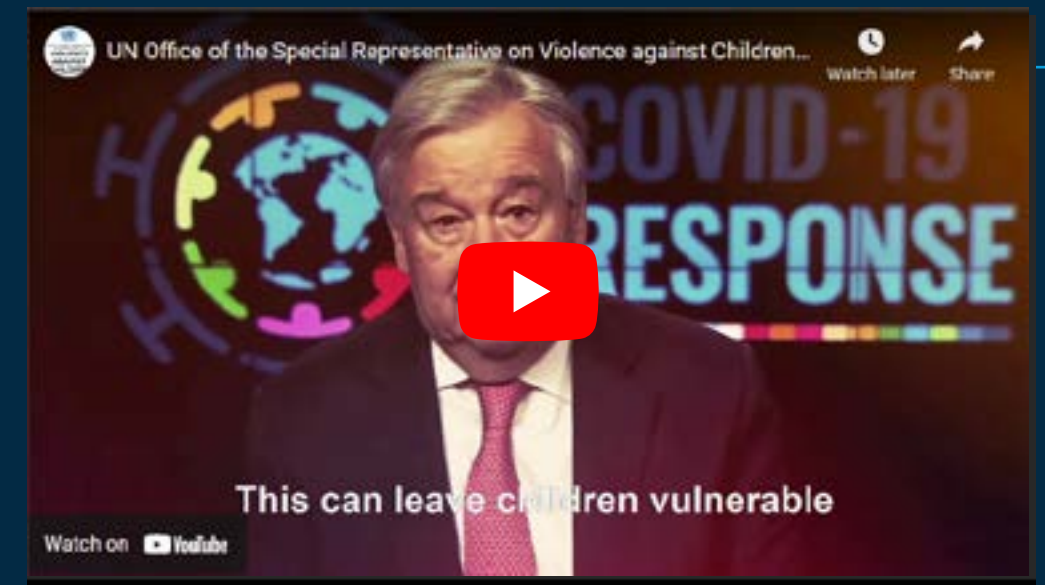 UN Office of the Special Representative on Violence against Children...
Watch later
Share
COVID-19
RESPONSE
This can leave children vulnerable
Watch on YouTube